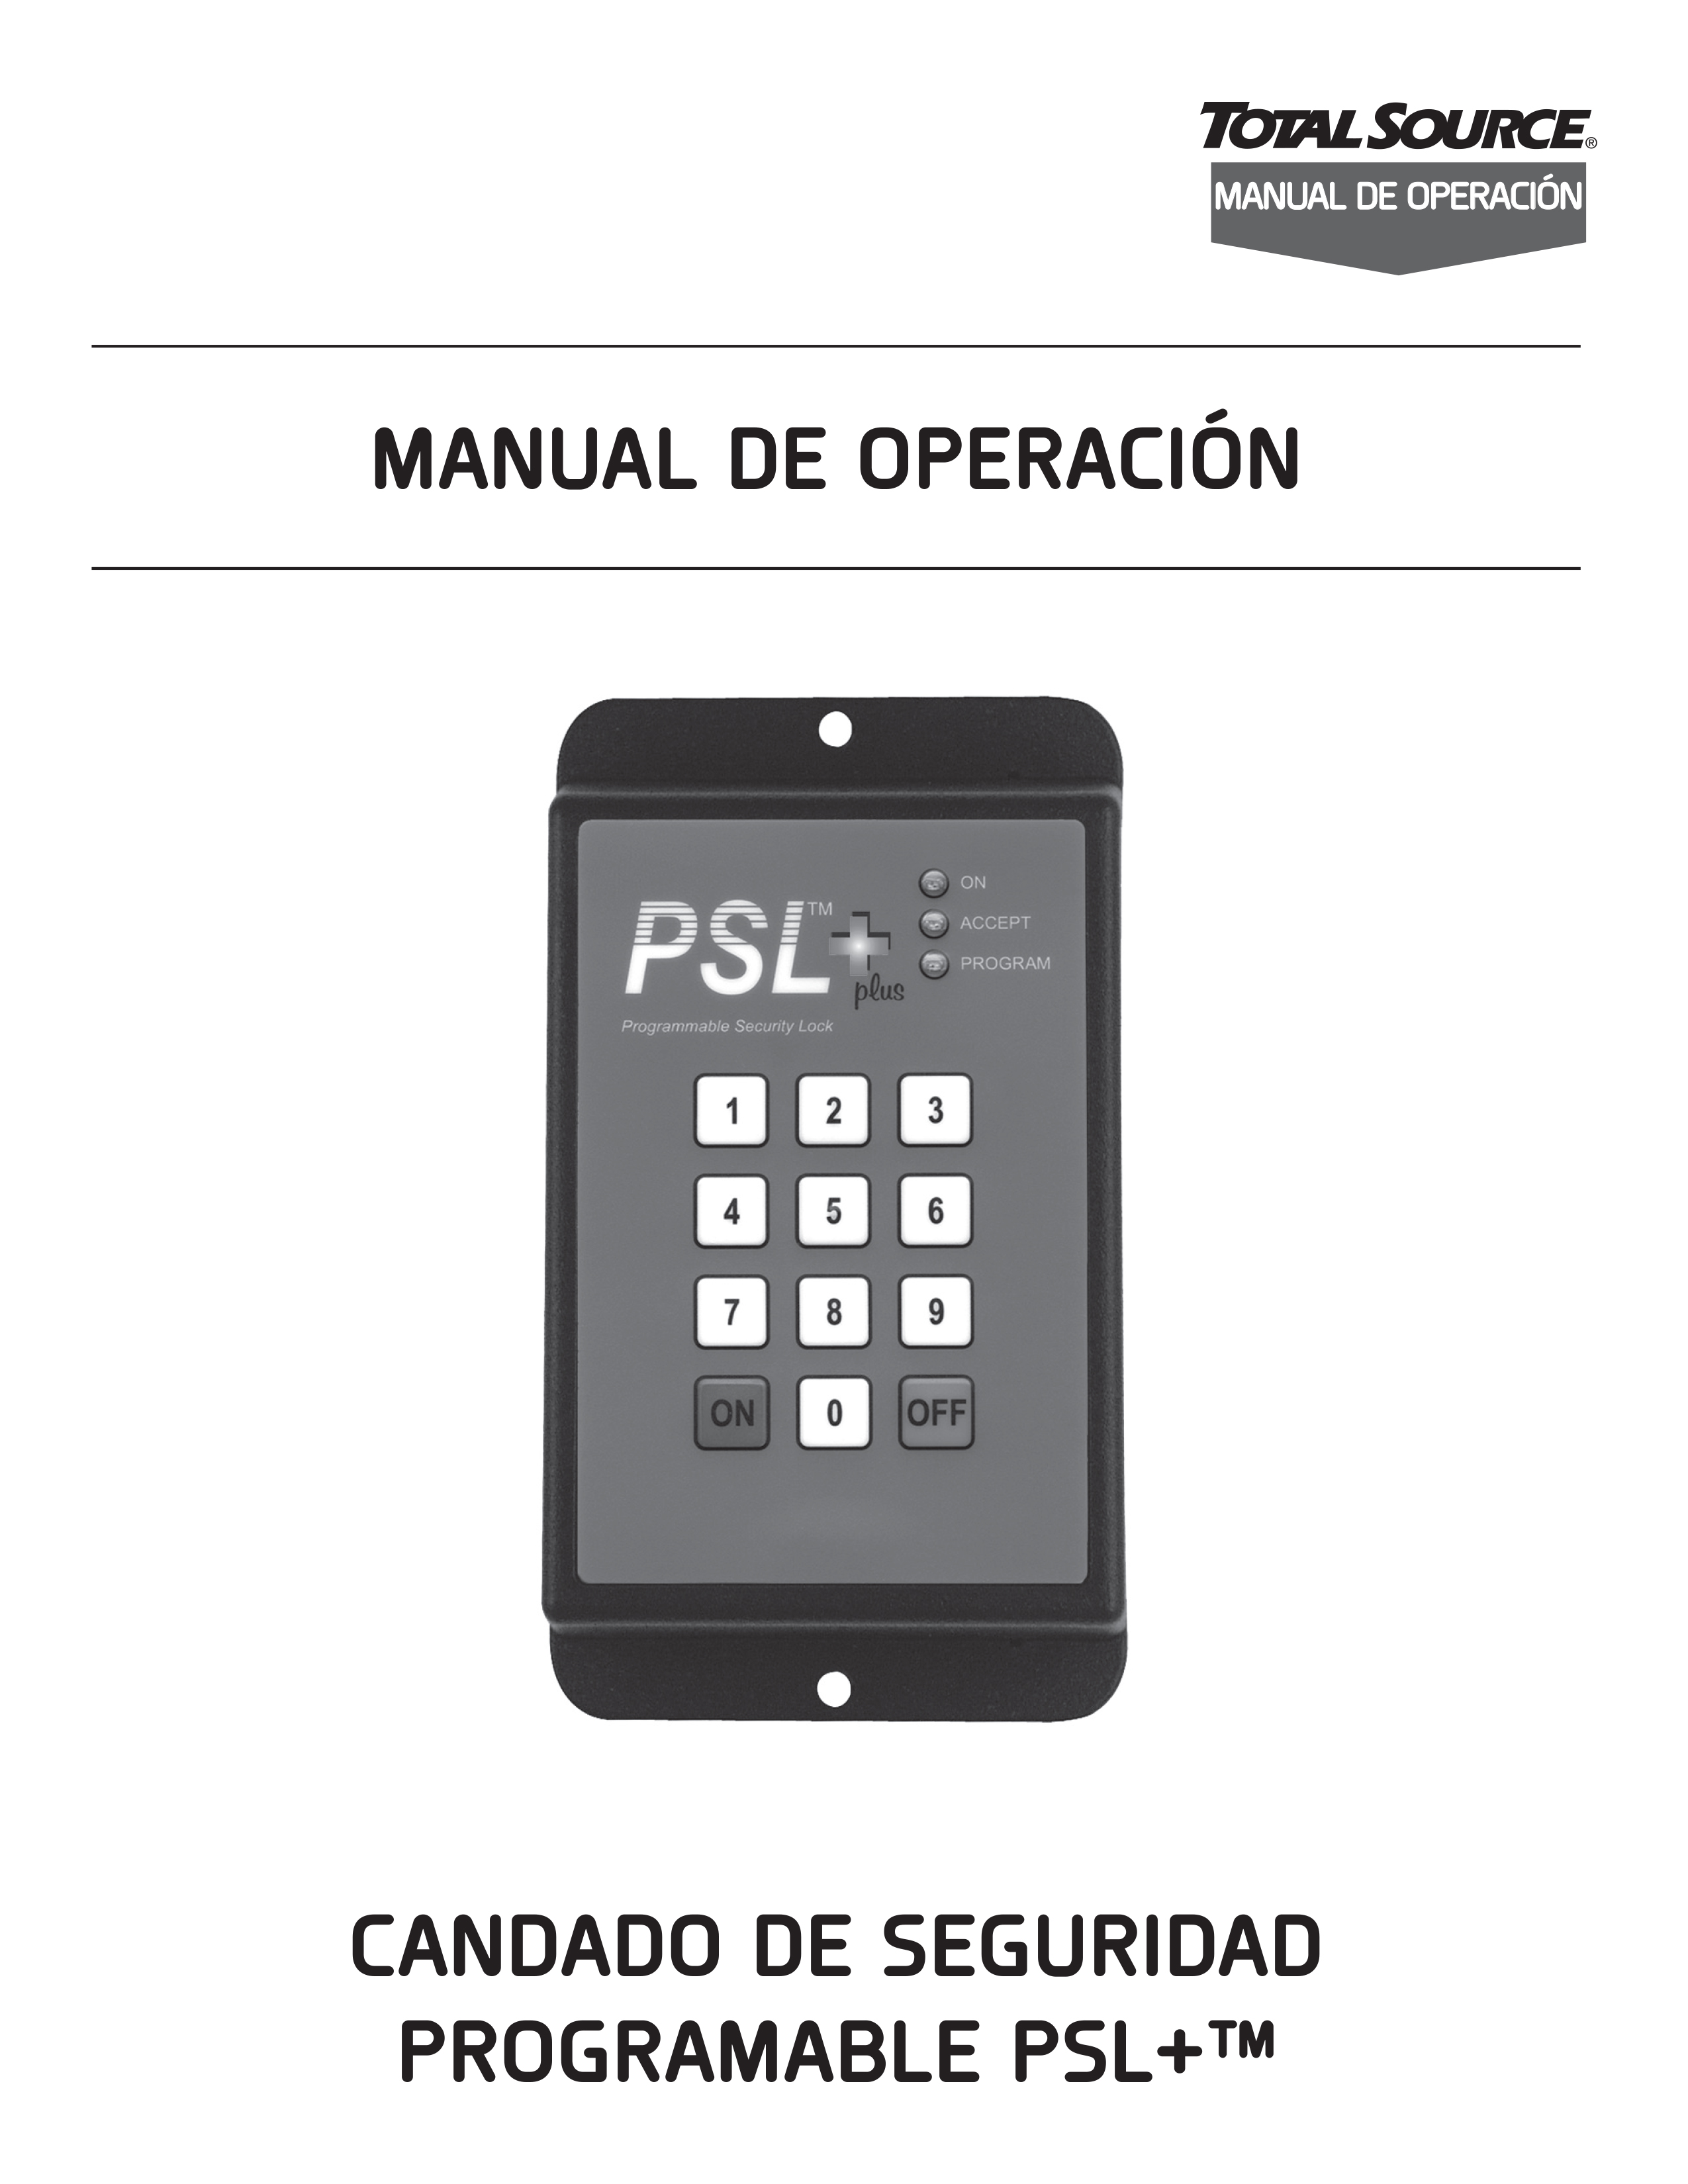 TOTAL SOURCE®
MANUAL DE OPERACIÓN
MANUAL DE OPERACIÓN
ON
ACCEPT
PROGRAM
PSL™
plus
Programmable Security Lock
1 2 3
4 5 6
7 8 9
ON 0 OFF
CANDADO DE SEGURIDAD
PROGRAMABLE PSL+™